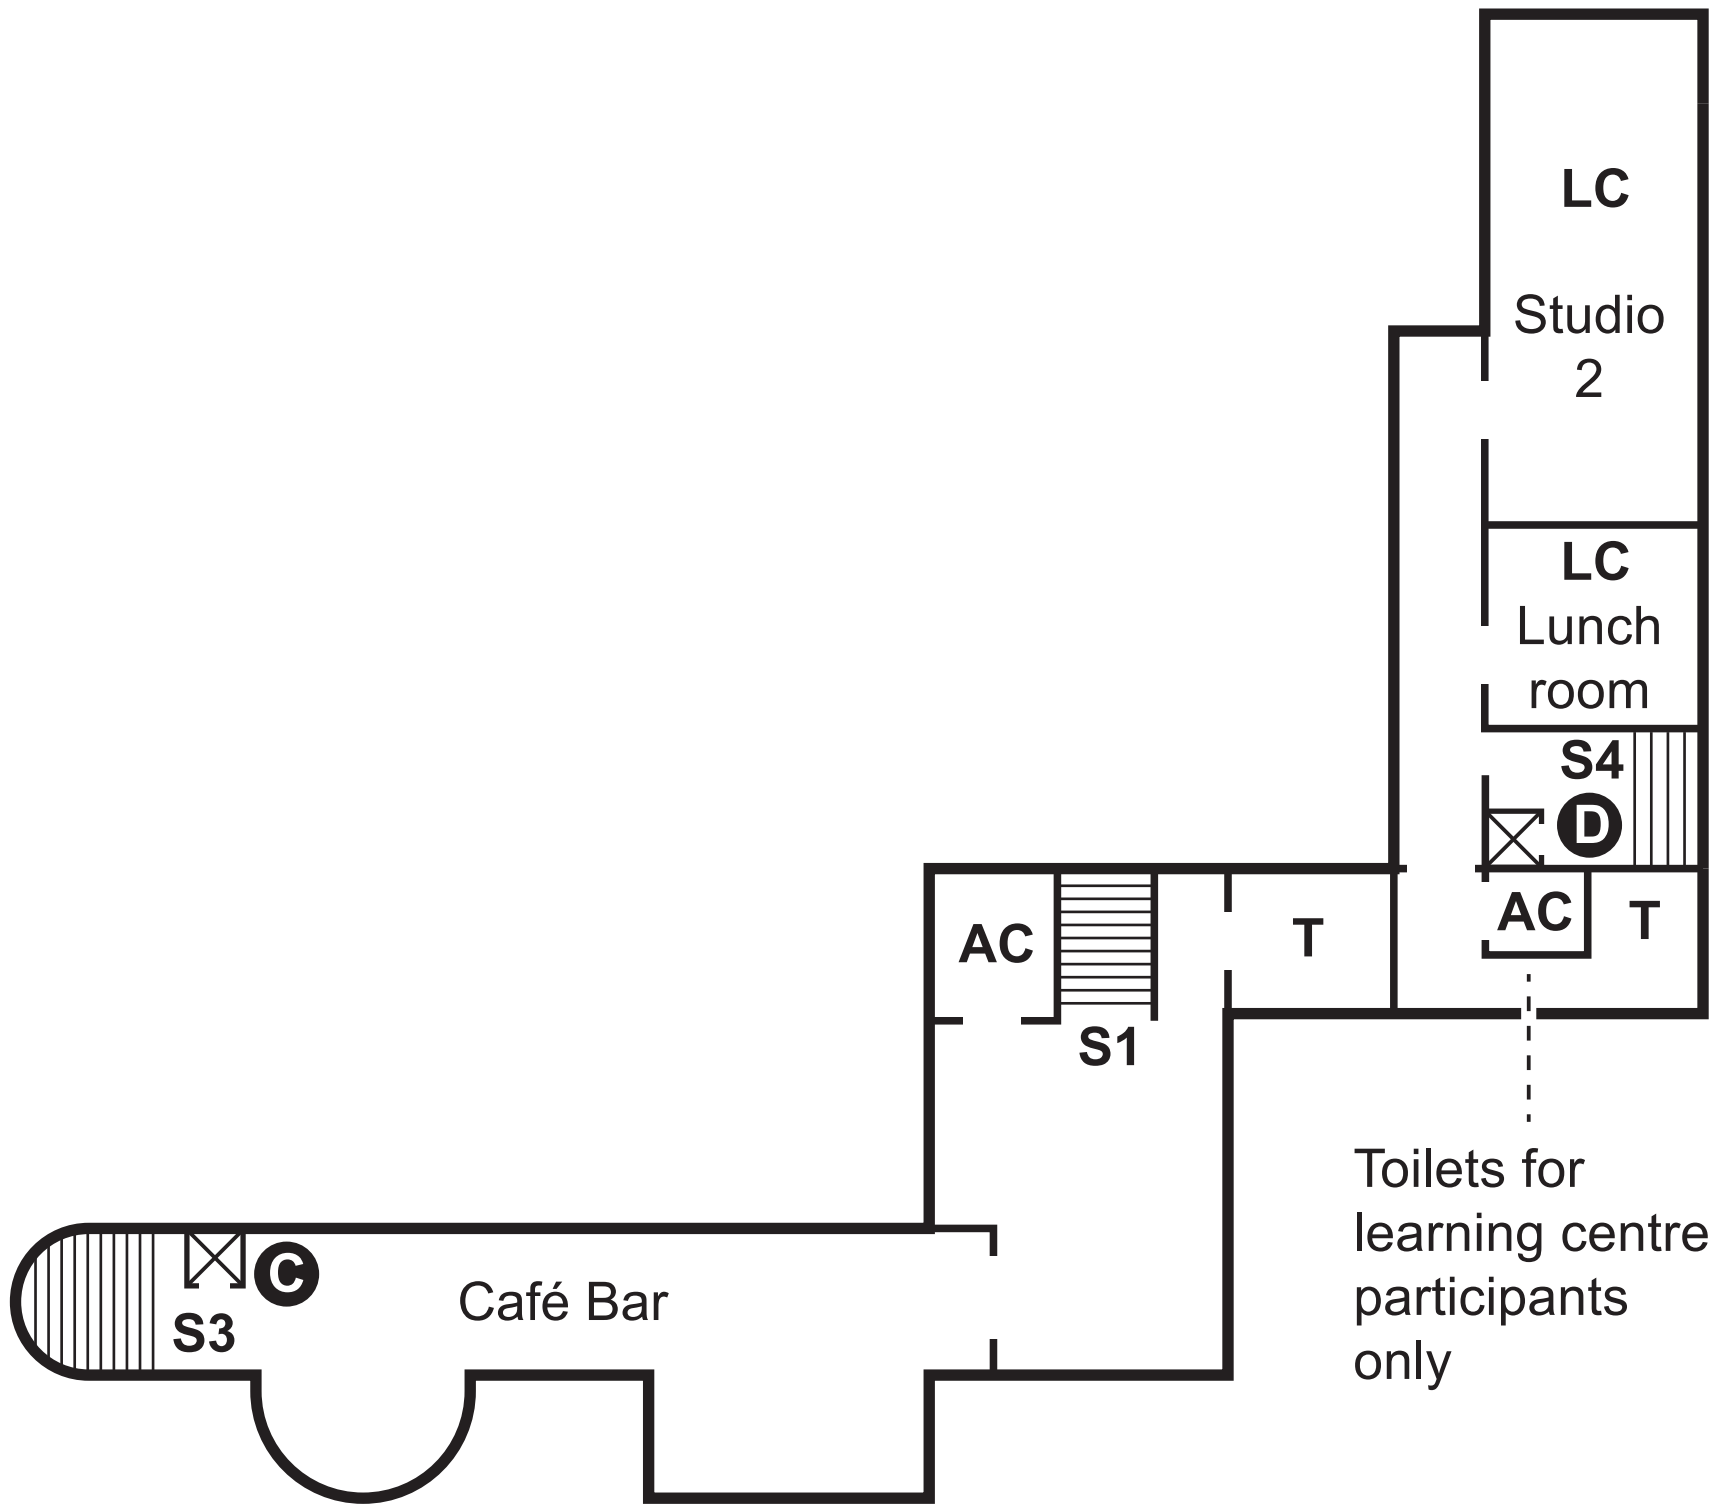 LC
Studio
2
LC
Lunch
room
S4
D
AC
T
AC
T
S1
Toilets for
learning centre
participants
only
C
Café Bar
S3